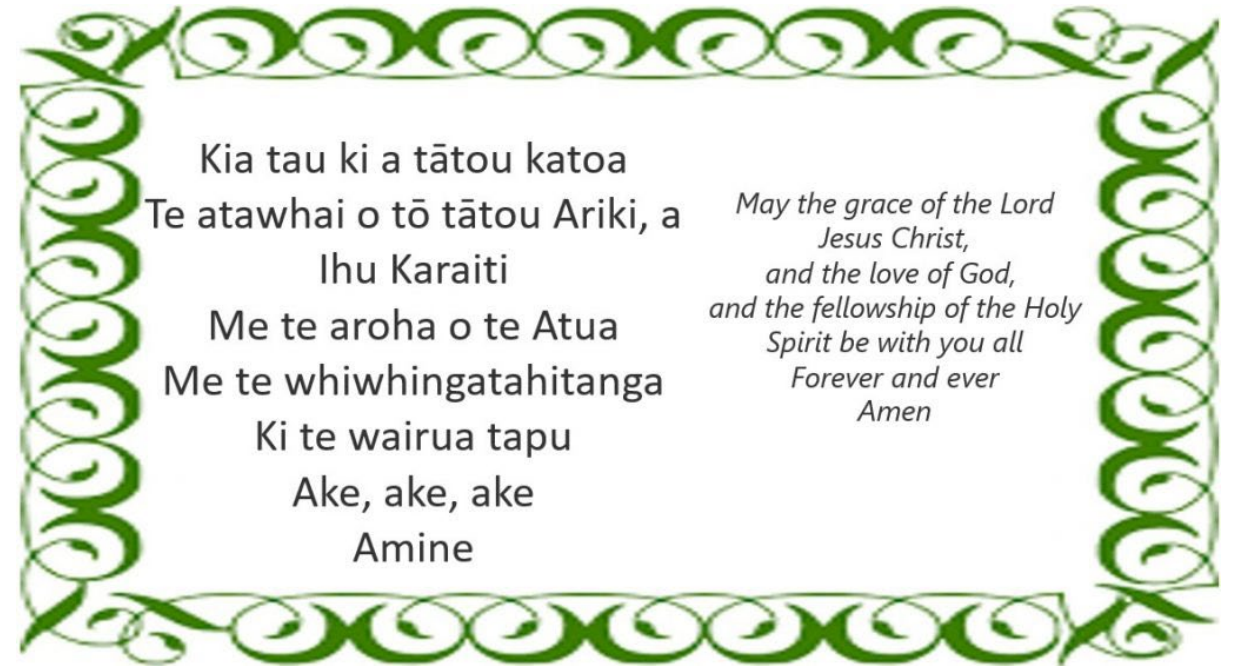 Kia tau ki a tātou katoa
Te atawhai o tō tātou Ariki, a
Ihu Karaiti
Me te aroha o te Atua
Me te whiwhingatahitanga
Ki te wairua tapu
Ake, ake, ake
Amine
May the grace of the Lord
Jesus Christ,
and the love of God,
and the fellowship of the Holy
Spirit be with you all
Forever and ever
Amen